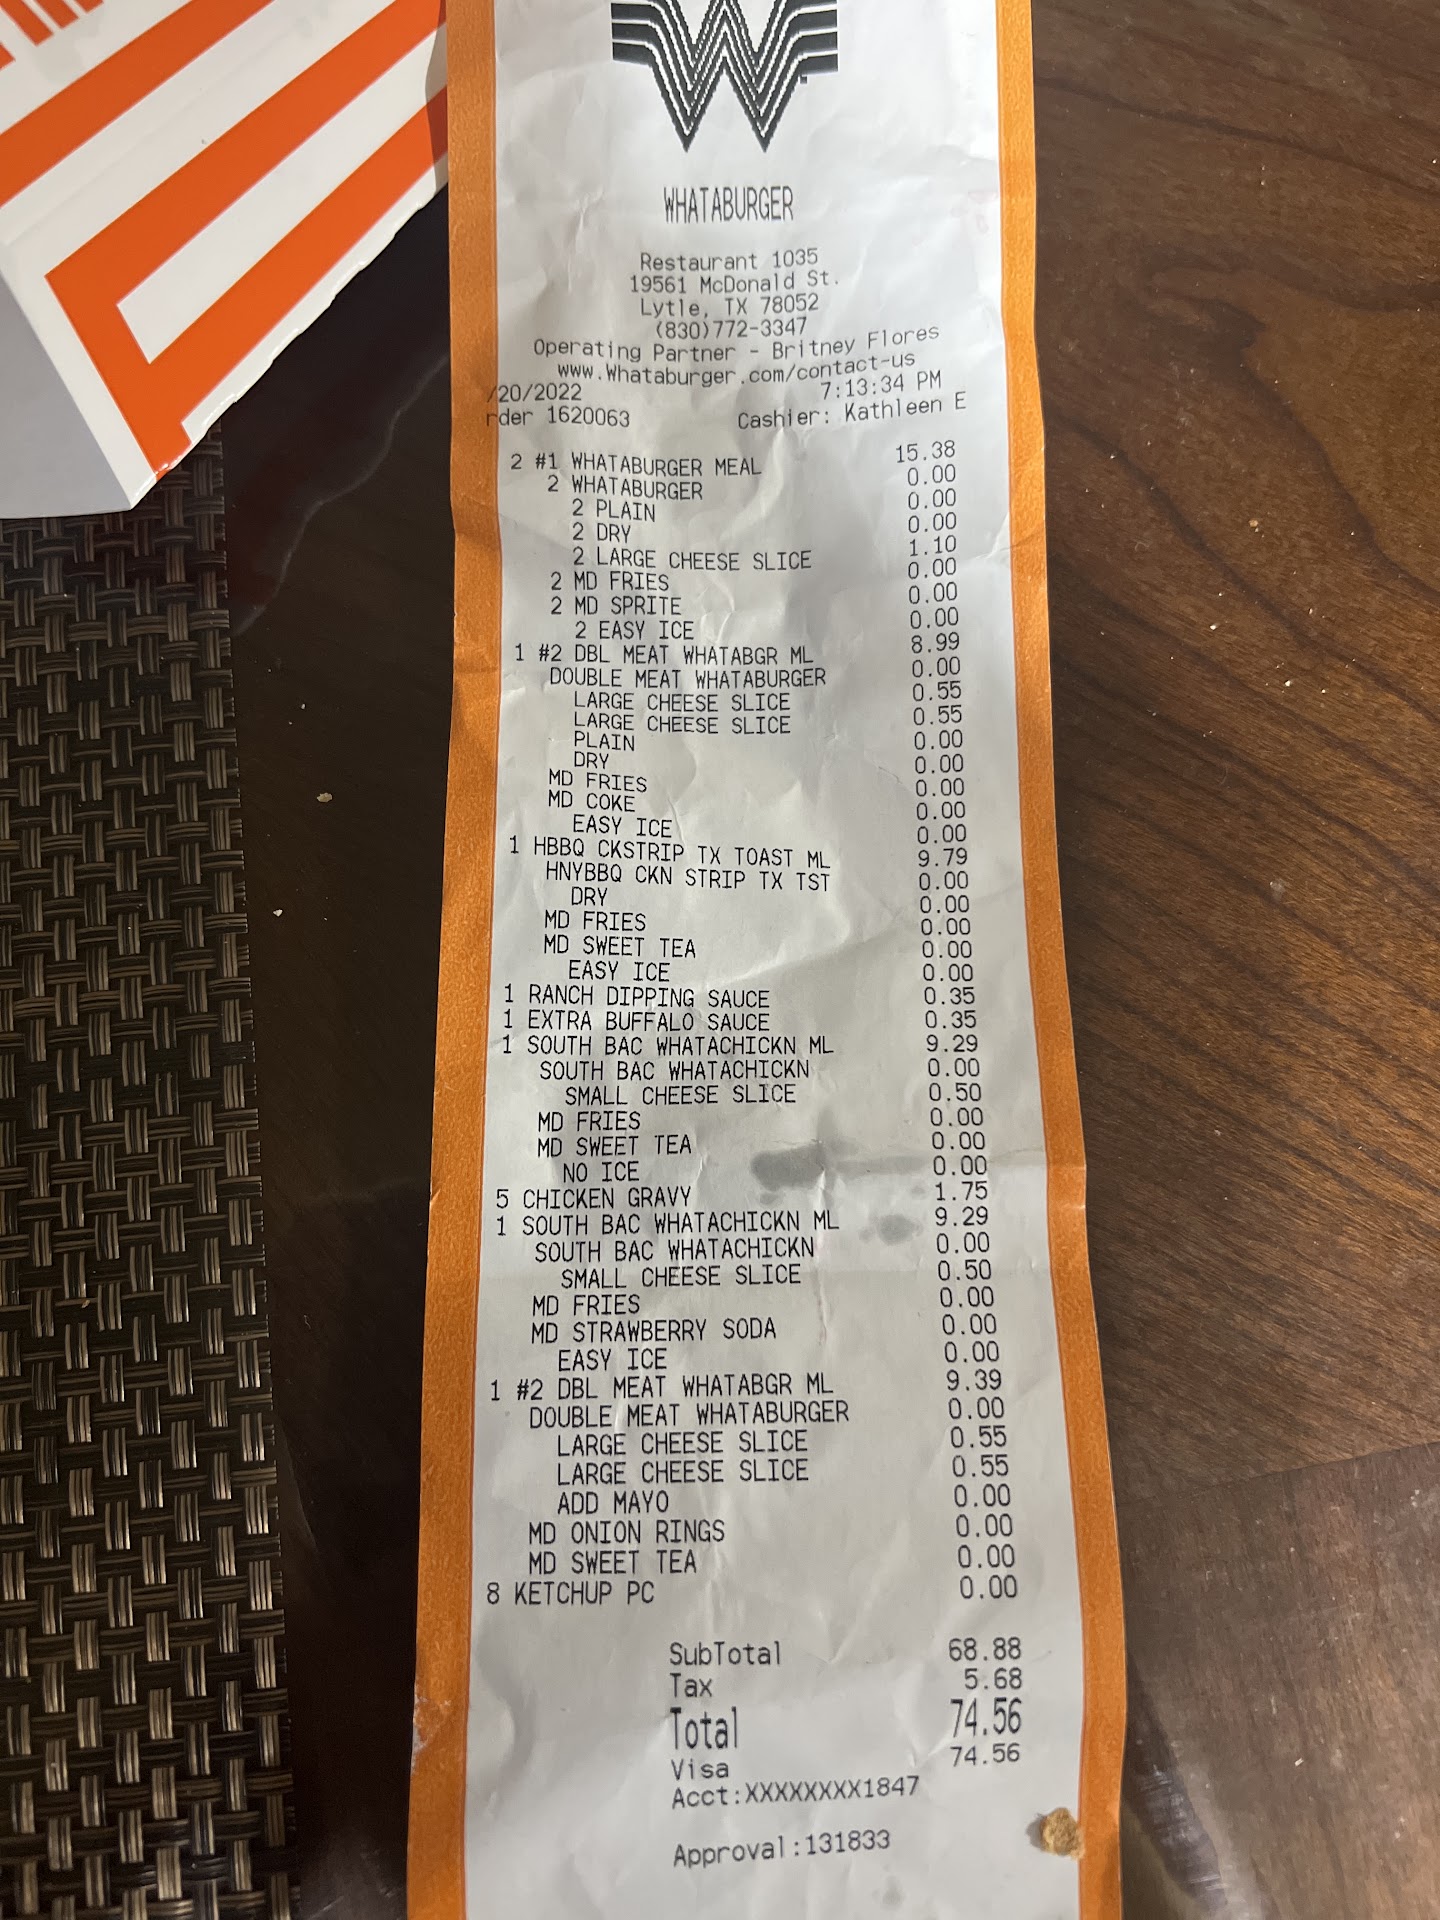 WHATABURGER
Restaurant 1035
19561 McDonald St.
Lytle, TX 78052
(830)772-3347
Operating Partner - Britney Flores
www.Whataburger.com/contact-us
/20/2022 7:13:34 PM
rder 1620063 Cashier: Kathleen E
2 #1 WHATABURGER MEAL 15.38
2 WHATABURGER 0.00
2 PLAIN 0.00
2 DRY 0.00
2 LARGE CHEESE SLICE 1.10
2 MD FRIES 0.00
2 MD SPRITE 0.00
2 EASY ICE 0.00
1 #2 DBL MEAT WHATABGR ML 8.99
DOUBLE MEAT WHATABURGER 0.00
LARGE CHEESE SLICE 0.55
LARGE CHEESE SLICE 0.55
PLAIN 0.00
DRY 0.00
MD FRIES 0.00
MD COKE 0.00
EASY ICE 0.00
1 HBBQ CKSTRIP TX TOAST ML 9.79
HNYBBQ CKN STRIP TX TST 0.00
DRY 0.00
MD FRIES 0.00
MD SWEET TEA 0.00
EASY ICE 0.00
1 RANCH DIPPING SAUCE 0.35
1 EXTRA BUFFALO SAUCE 0.35
1 SOUTH BAC WHATACHICKN ML 9.29
SOUTH BAC WHATACHICKN 0.00
SMALL CHEESE SLICE 0.50
MD FRIES 0.00
MD SWEET TEA 0.00
NO ICE 0.00
5 CHICKEN GRAVY 1.75
1 SOUTH BAC WHATACHICKN ML 9.29
SOUTH BAC WHATACHICKN 0.00
SMALL CHEESE SLICE 0.50
MD FRIES 0.00
MD STRAWBERRY SODA 0.00
EASY ICE 0.00
1 #2 DBL MEAT WHATABGR ML 9.39
DOUBLE MEAT WHATABURGER 0.00
LARGE CHEESE SLICE 0.55
LARGE CHEESE SLICE 0.55
ADD MAYO 0.00
MD ONION RINGS 0.00
MD SWEET TEA 0.00
8 KETCHUP PC 0.00
SubTotal 68.88
Tax 5.68
Total 74.56
Visa 74.56
Acct:XXXXXXXX1847
Approval:131833